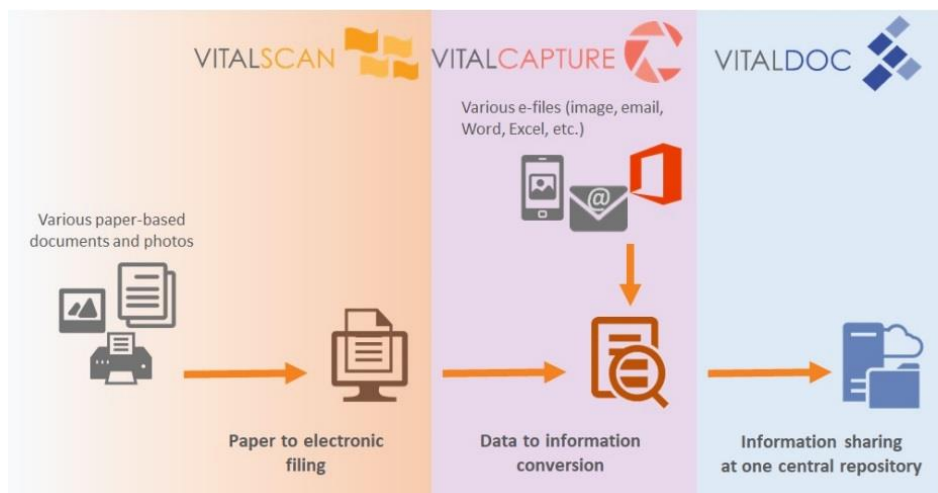 VITALSCAN
VITALCAPTURE
VITALDOC
Various e-files (image, email,
Word, Excel, etc.)
@
Various paper-based
documents and photos
Paper to electronic
filing
Data to information
conversion
Information sharing
at one central repository